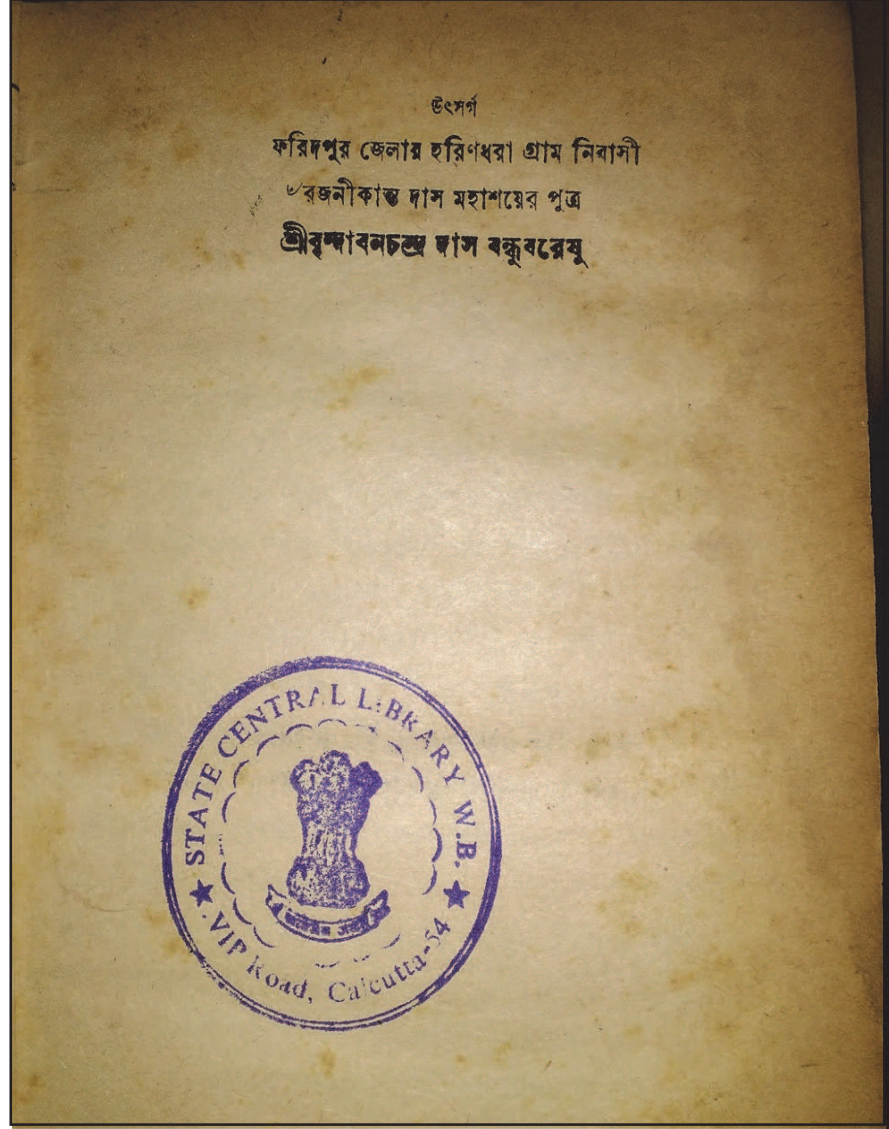 উৎসর্গ
ফরিদপুর জেলার হরিণধরা গ্রাম নিবাসী
৺রজনীকান্ত দাস মহাশয়ের পুত্র
শ্রীবৃন্দাবনচন্দ্র দাস বন্ধুবরেষু
STATE CENTRAL LIBRARY W.B.
VIP Road, Calcutta-54